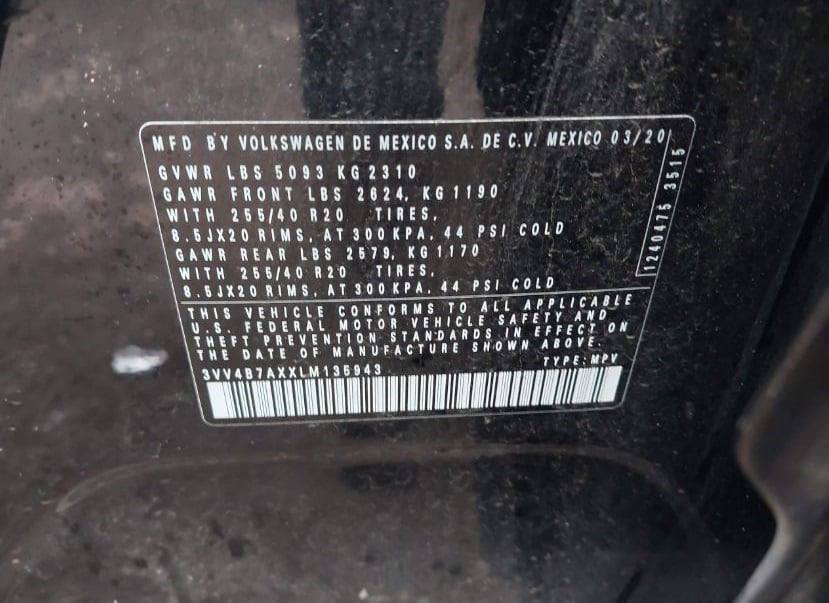 MFD BY VOLKSWAGEN DE MEXICO S.A. DE C.V. MEXICO 03/20
GVWR LBS 5093 KG 2310
GAWR FRONT LBS 2624, KG 1190
WITH 255/40 R20 TIRES,
8.5JX20 RIMS, AT 300 KPA, 44 PSI COLD
GAWR REAR LBS 2579, KG 1170
WITH 255/40 R20 TIRES,
8.5JX20 RIMS, AT 300 KPA, 44 PSI COLD
1240475 3515
THIS VEHICLE CONFORMS TO ALL APPLICABLE
U.S. FEDERAL MOTOR VEHICLE SAFETY AND
THEFT PREVENTION STANDARDS IN EFFECT ON
THE DATE OF MANUFACTURE SHOWN ABOVE.
3VV4B7AXXLM135943 TYPE: MPV